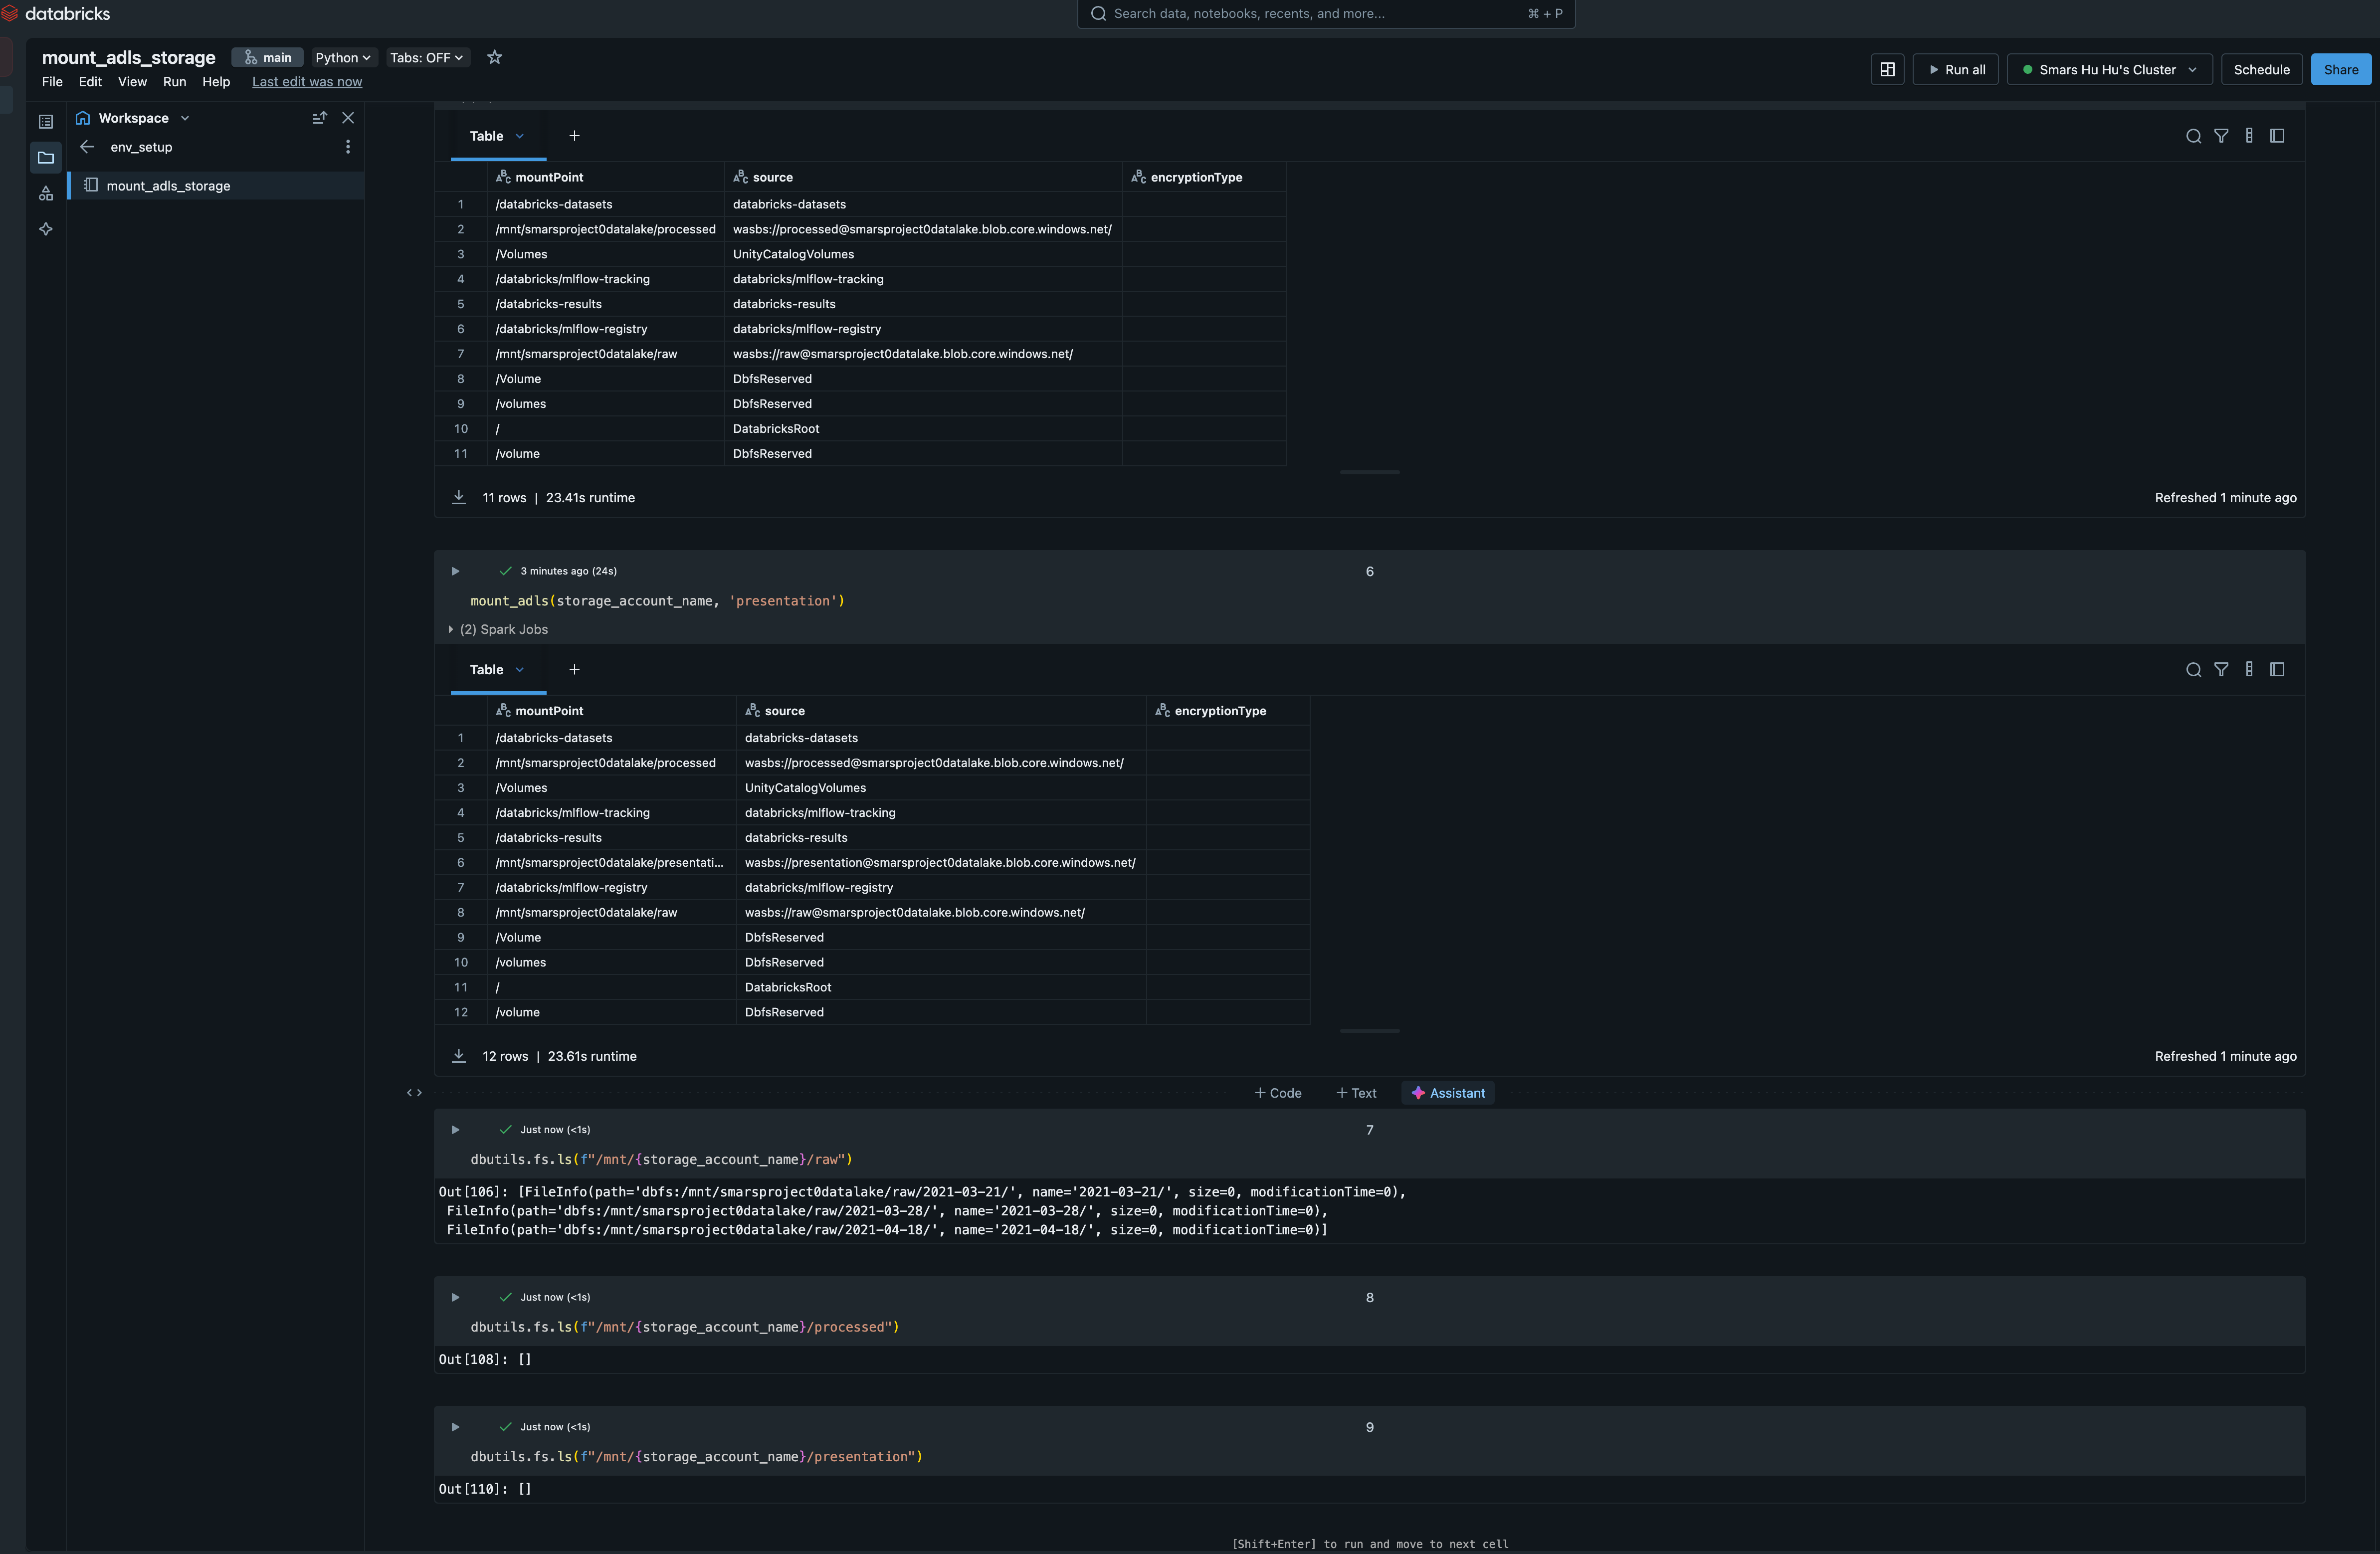 databricks
Search data, notebooks, recents, and more...
⌘ + P
mount_adls_storage
main
Python
Tabs: OFF
File Edit View Run Help Last edit was now
Run all
Smars Hu Hu's Cluster
Schedule
Share
Workspace
env_setup
mount_adls_storage
Table
mountPoint source encryptionType
1 /databricks-datasets databricks-datasets
2 /mnt/smarsproject0datalake/processed wasbs://processed@smarsproject0datalake.blob.core.windows.net/
3 /Volumes UnityCatalogVolumes
4 /databricks/mlflow-tracking databricks/mlflow-tracking
5 /databricks-results databricks-results
6 /databricks/mlflow-registry databricks/mlflow-registry
7 /mnt/smarsproject0datalake/raw wasbs://raw@smarsproject0datalake.blob.core.windows.net/
8 /Volume DbfsReserved
9 /volumes DbfsReserved
10 / DatabricksRoot
11 /volume DbfsReserved
11 rows | 23.41s runtime
Refreshed 1 minute ago
3 minutes ago (24s)
6
mount_adls(storage_account_name, 'presentation')
(2) Spark Jobs
Table
mountPoint source encryptionType
1 /databricks-datasets databricks-datasets
2 /mnt/smarsproject0datalake/processed wasbs://processed@smarsproject0datalake.blob.core.windows.net/
3 /Volumes UnityCatalogVolumes
4 /databricks/mlflow-tracking databricks/mlflow-tracking
5 /databricks-results databricks-results
6 /mnt/smarsproject0datalake/presentati... wasbs://presentation@smarsproject0datalake.blob.core.windows.net/
7 /databricks/mlflow-registry databricks/mlflow-registry
8 /mnt/smarsproject0datalake/raw wasbs://raw@smarsproject0datalake.blob.core.windows.net/
9 /Volume DbfsReserved
10 /volumes DbfsReserved
11 / DatabricksRoot
12 /volume DbfsReserved
12 rows | 23.61s runtime
Refreshed 1 minute ago
+ Code + Text Assistant
Just now (<1s)
7
dbutils.fs.ls(f"/mnt/{storage_account_name}/raw")
Out[106]: [FileInfo(path='dbfs:/mnt/smarsproject0datalake/raw/2021-03-21/', name='2021-03-21/', size=0, modificationTime=0),
FileInfo(path='dbfs:/mnt/smarsproject0datalake/raw/2021-03-28/', name='2021-03-28/', size=0, modificationTime=0),
FileInfo(path='dbfs:/mnt/smarsproject0datalake/raw/2021-04-18/', name='2021-04-18/', size=0, modificationTime=0)]
Just now (<1s)
8
dbutils.fs.ls(f"/mnt/{storage_account_name}/processed")
Out[108]: []
Just now (<1s)
9
dbutils.fs.ls(f"/mnt/{storage_account_name}/presentation")
Out[110]: []
[Shift+Enter] to run and move to next cell